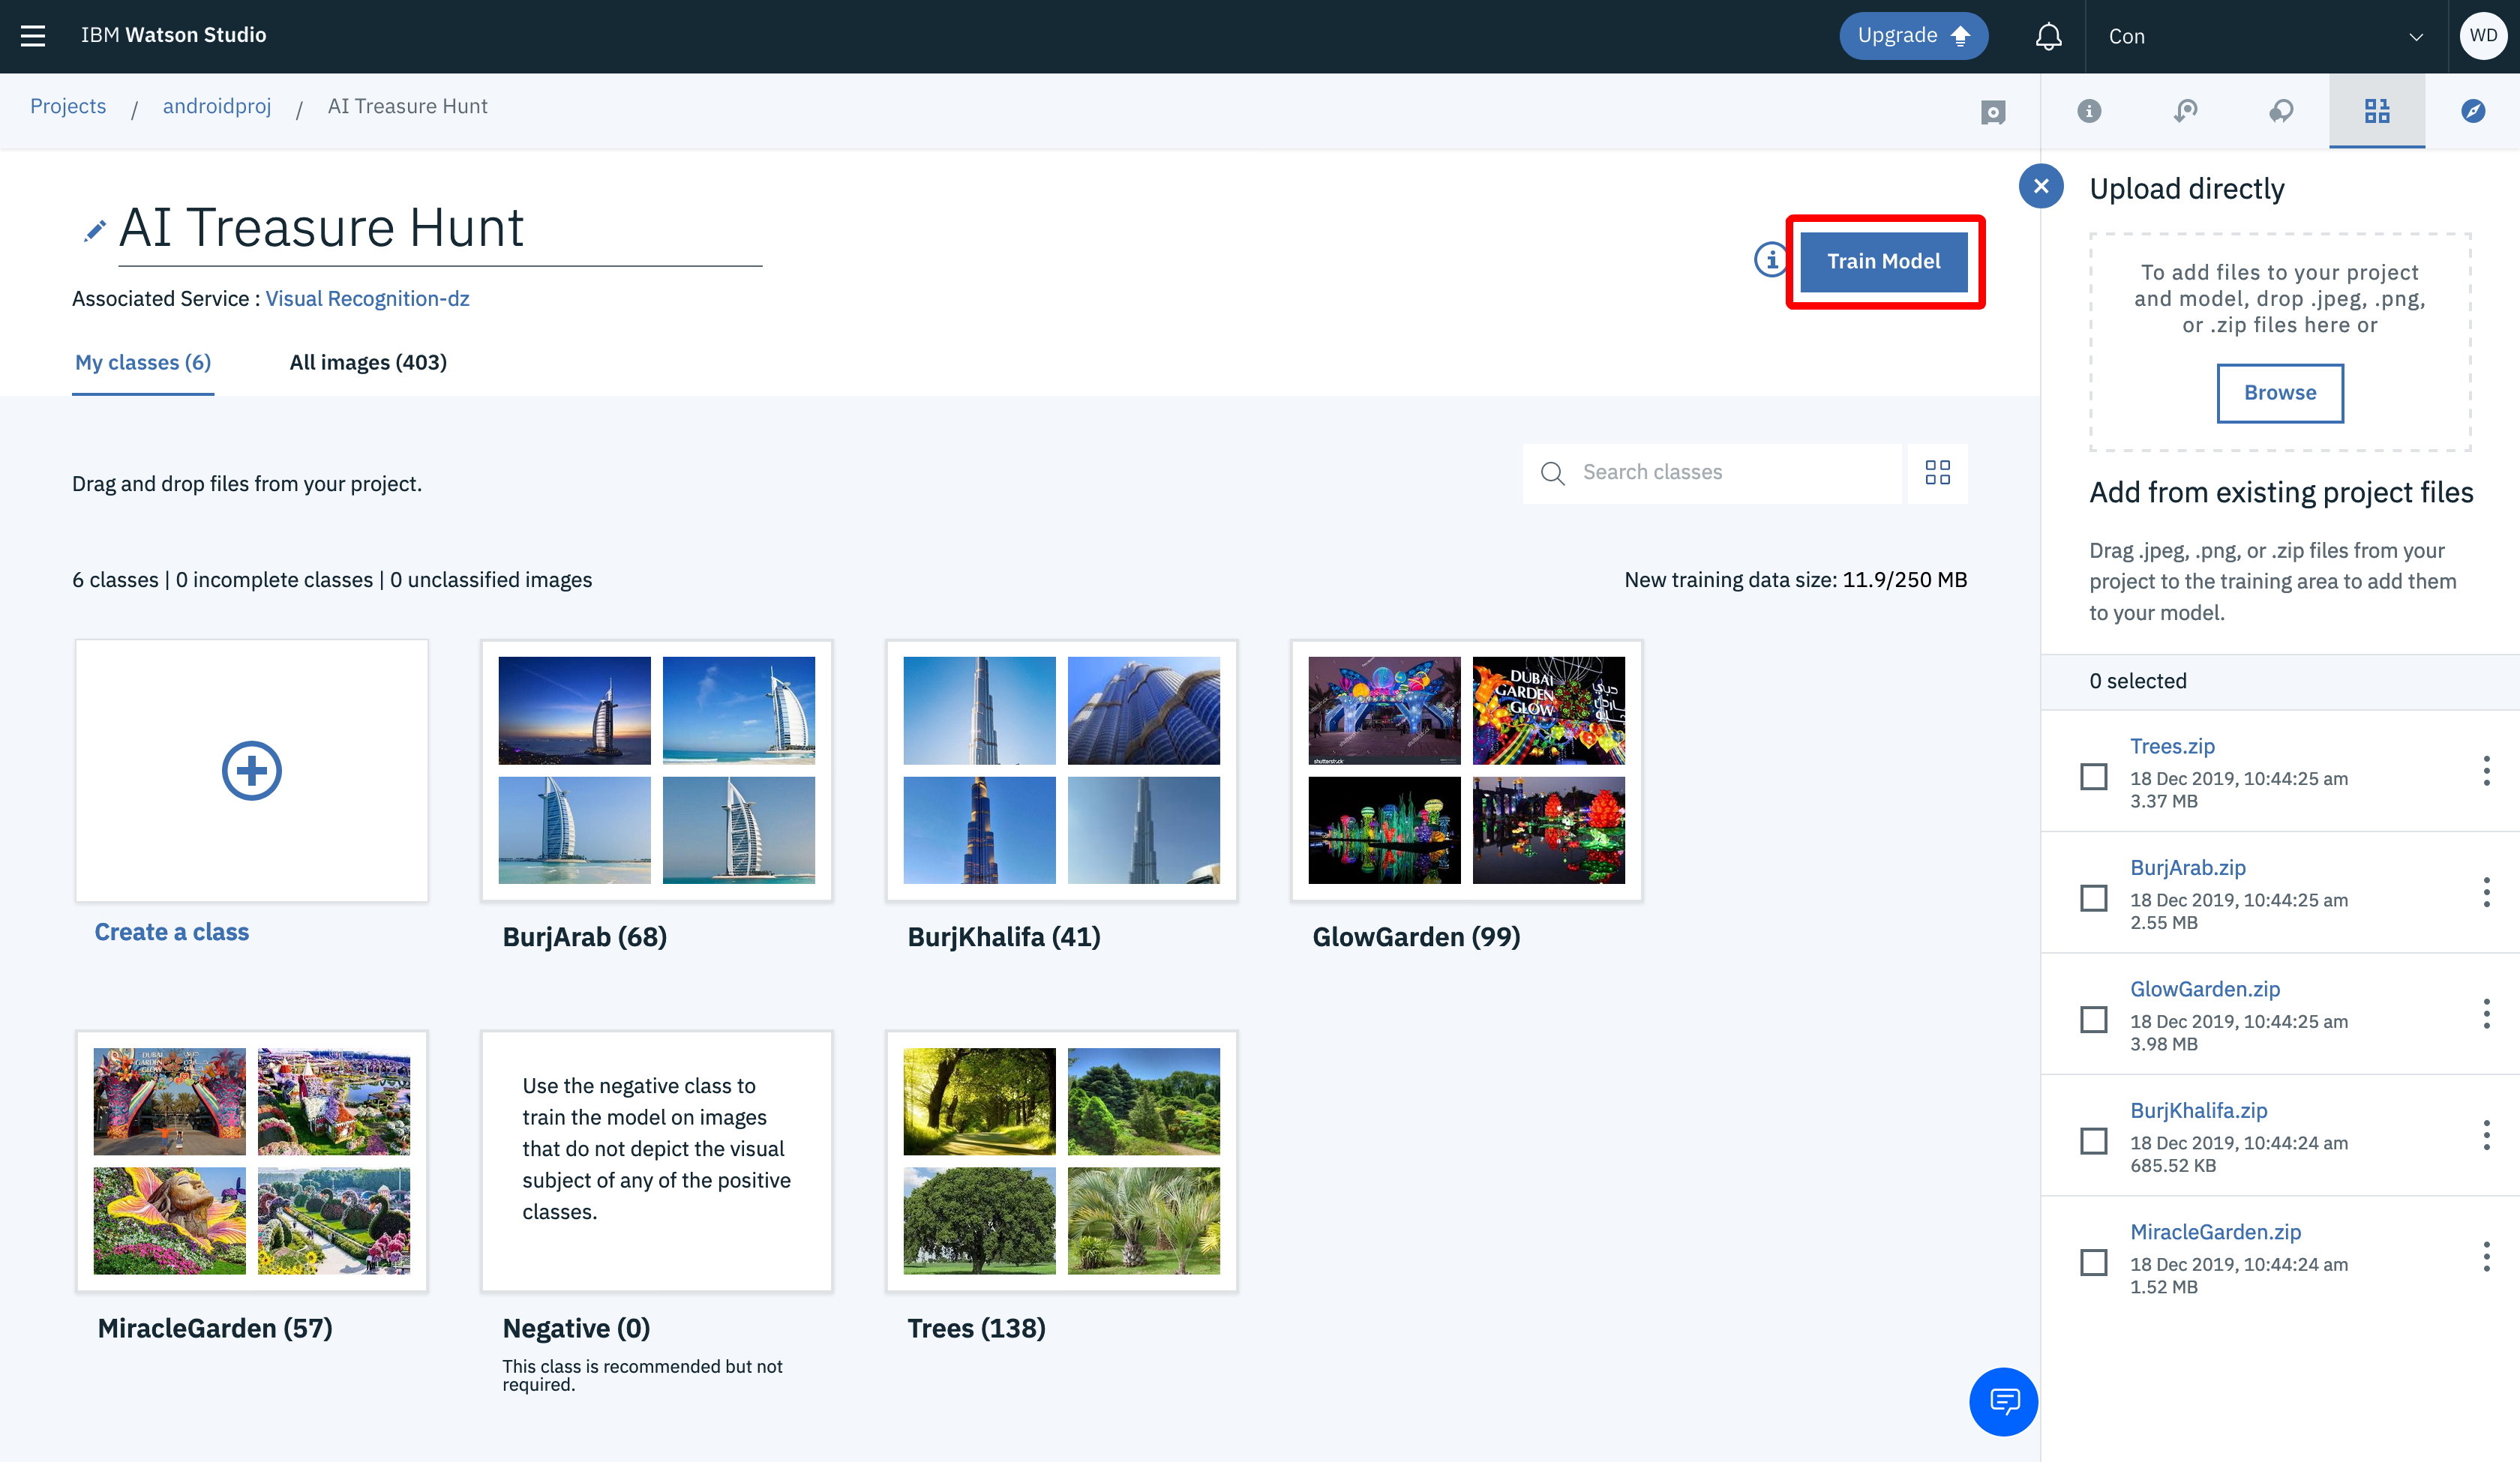 IBM Watson Studio
Upgrade
Con
WD
Projects / androidproj / AI Treasure Hunt
AI Treasure Hunt
Train Model
Associated Service : Visual Recognition-dz
My classes (6)
All images (403)
Drag and drop files from your project.
Search classes
6 classes | 0 incomplete classes | 0 unclassified images
New training data size: 11.9/250 MB
DUBAI
GARDEN
GLOW
shutterstock
Create a class
BurjArab (68)
BurjKhalifa (41)
GlowGarden (99)
DUBAI
GARDEN
GLOW
Use the negative class to
train the model on images
that do not depict the visual
subject of any of the positive
classes.
MiracleGarden (57)
Negative (0)
Trees (138)
This class is recommended but not
required.
Upload directly
To add files to your project
and model, drop .jpeg, .png,
or .zip files here or
Browse
Add from existing project files
Drag .jpeg, .png, or .zip files from your
project to the training area to add them
to your model.
0 selected
Trees.zip
18 Dec 2019, 10:44:25 am
3.37 MB
BurjArab.zip
18 Dec 2019, 10:44:25 am
2.55 MB
GlowGarden.zip
18 Dec 2019, 10:44:25 am
3.98 MB
BurjKhalifa.zip
18 Dec 2019, 10:44:24 am
685.52 KB
MiracleGarden.zip
18 Dec 2019, 10:44:24 am
1.52 MB